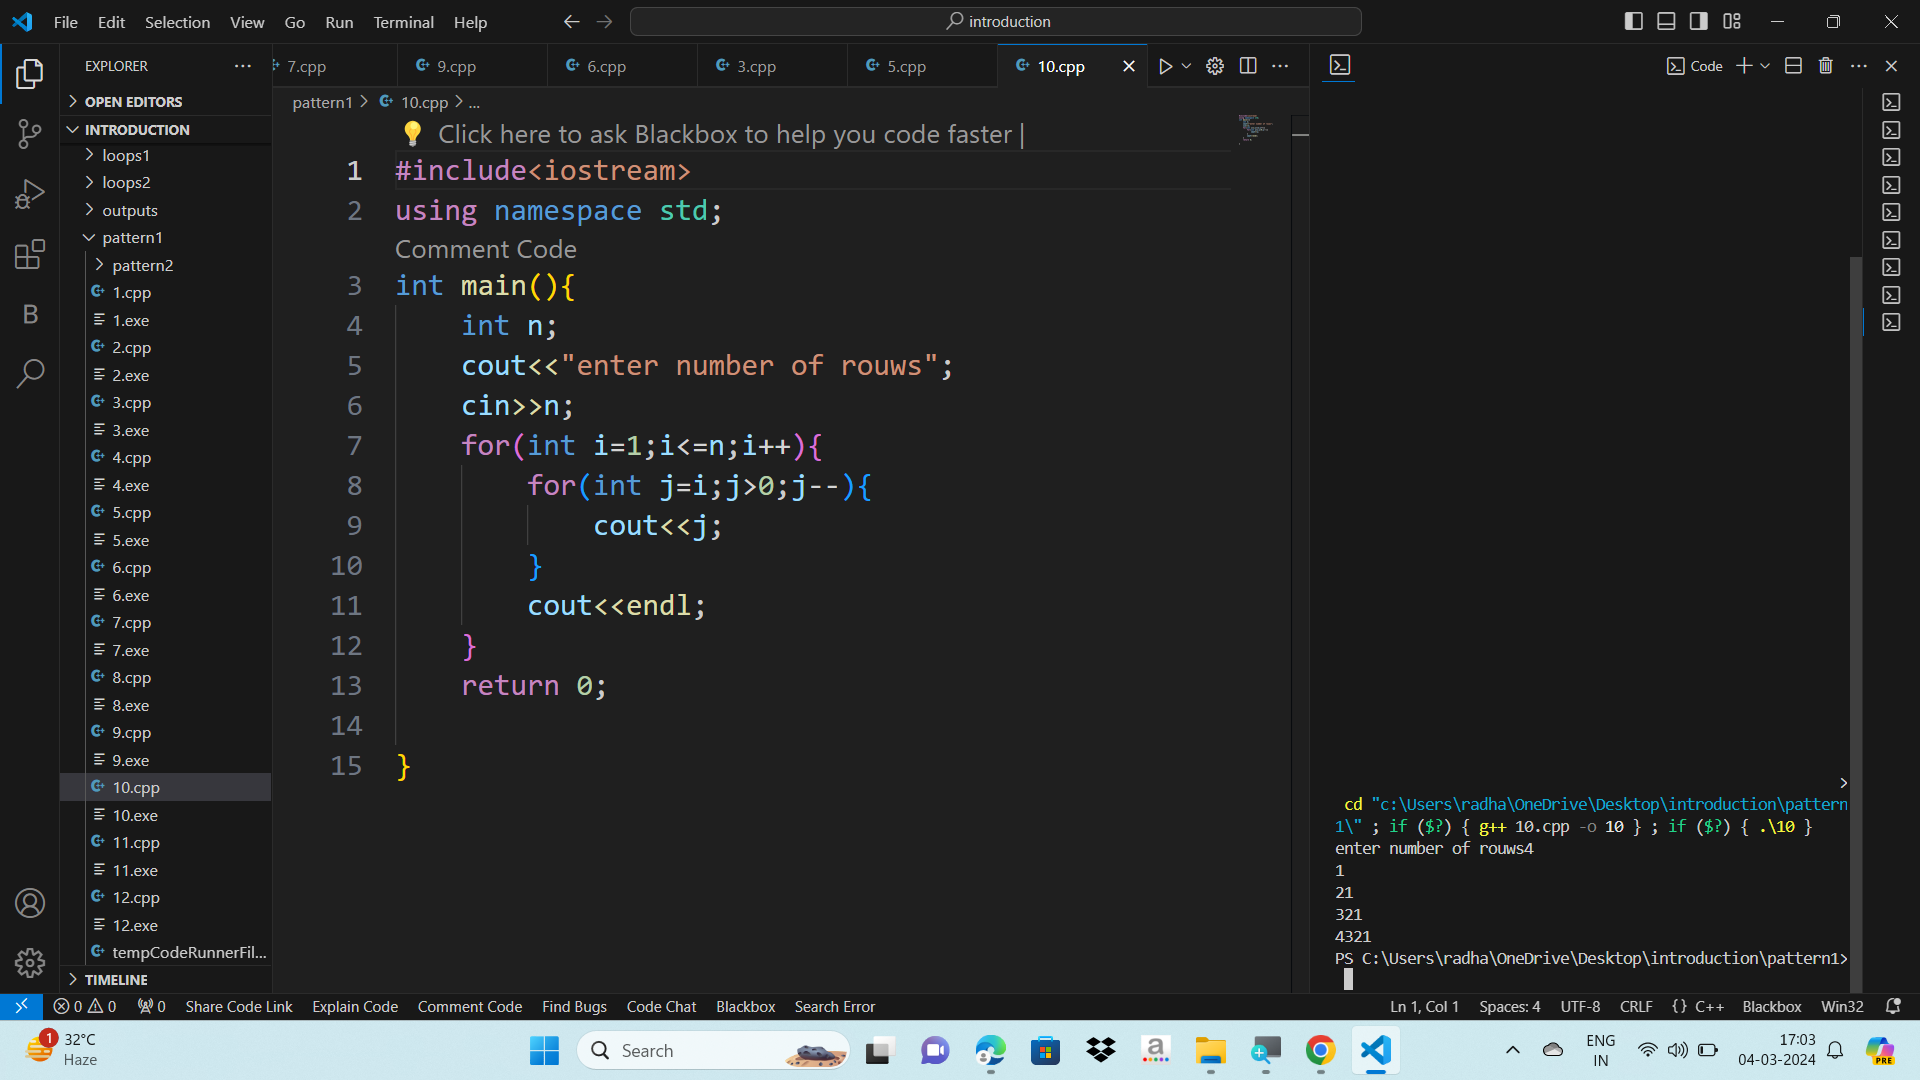 File Edit Selection View Go Run Terminal Help
introduction
EXPLORER
7.cpp
9.cpp
6.cpp
3.cpp
5.cpp
10.cpp
Code
OPEN EDITORS
INTRODUCTION
loops1
loops2
outputs
pattern1
pattern2
1.cpp
1.exe
2.cpp
2.exe
3.cpp
3.exe
4.cpp
4.exe
5.cpp
5.exe
6.cpp
6.exe
7.cpp
7.exe
8.cpp
8.exe
9.cpp
9.exe
10.cpp
10.exe
11.cpp
11.exe
12.cpp
12.exe
tempCodeRunnerFil...
TIMELINE
B
pattern1 > 10.cpp > ...
Click here to ask Blackbox to help you code faster |
1 #include<iostream>
2 using namespace std;
Comment Code
3 int main(){
4 int n;
5 cout<<"enter number of rouws";
6 cin>>n;
7 for(int i=1;i<=n;i++){
8 for(int j=i;j>0;j--){
9 cout<<j;
10 }
11 cout<<endl;
12 }
13 return 0;
14
15 }
>
cd "c:\Users\radha\OneDrive\Desktop\introduction\pattern
1\" ; if ($?) { g++ 10.cpp -o 10 } ; if ($?) { .\10 }
enter number of rouws4
1
21
321
4321
PS C:\Users\radha\OneDrive\Desktop\introduction\pattern1>
0 0 0 Share Code Link Explain Code Comment Code Find Bugs Code Chat Blackbox Search Error
Ln 1, Col 1 Spaces: 4 UTF-8 CRLF {} C++ Blackbox Win32
1
32°C
Haze
Search
a
ENG
IN
17:03
04-03-2024
PRE